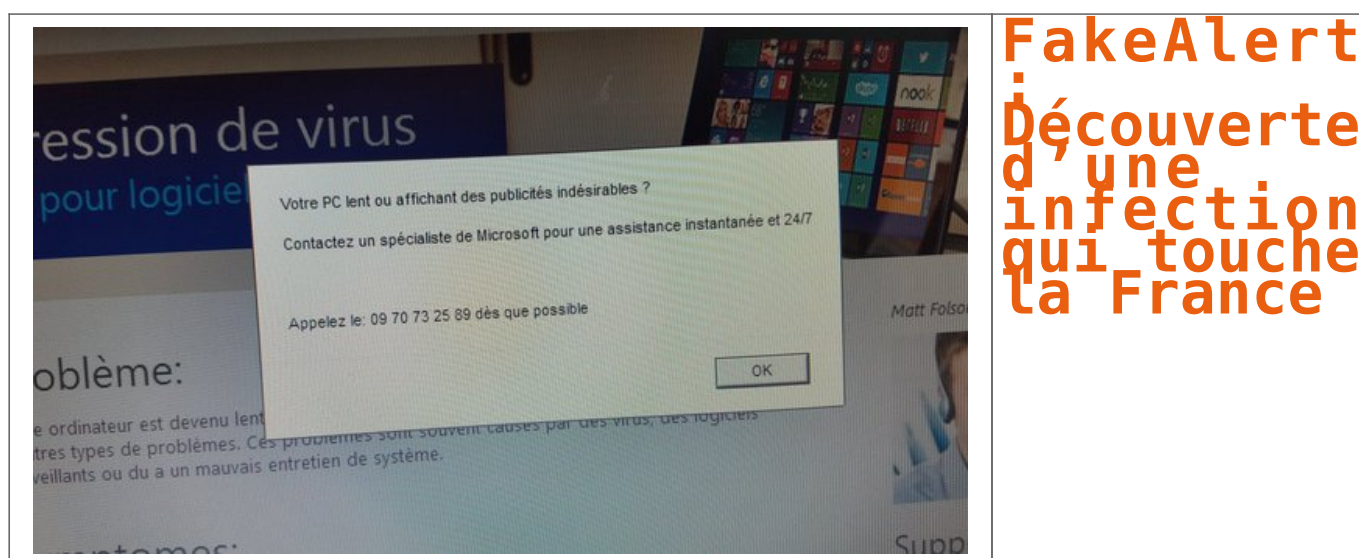 ression de virus
pour logiciel
nook
Votre PC lent ou affichant des publicités indésirables ?
Contactez un spécialiste de Microsoft pour une assistance instantanée et 24/7
Appelez le: 09 70 73 25 89 dès que possible
OK
Matt Folso
oblème:
e ordinateur est devenu lent
tres types de problèmes. Ces problèmes sont souvent causés par des virus, des logiciels
veillants ou du a un mauvais entretien de système.
Supp
FakeAlert
:
Découverte
d’une
infection
qui touche
la France